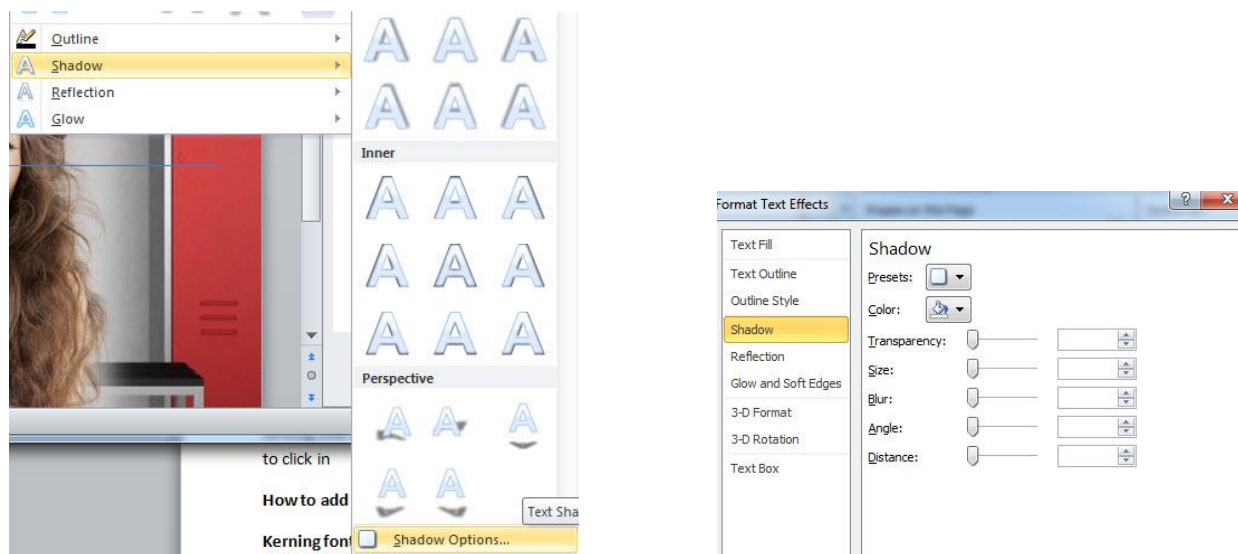 Outline
Shadow
Reflection
Glow
Inner
Perspective
Text Sha
Shadow Options...
to click in
How to add
Kerning font
Format Text Effects
?
X
Text Fill
Text Outline
Outline Style
Shadow
Reflection
Glow and Soft Edges
3-D Format
3-D Rotation
Text Box
Shadow
Presets:
Color:
Transparency:
Size:
Blur:
Angle:
Distance: